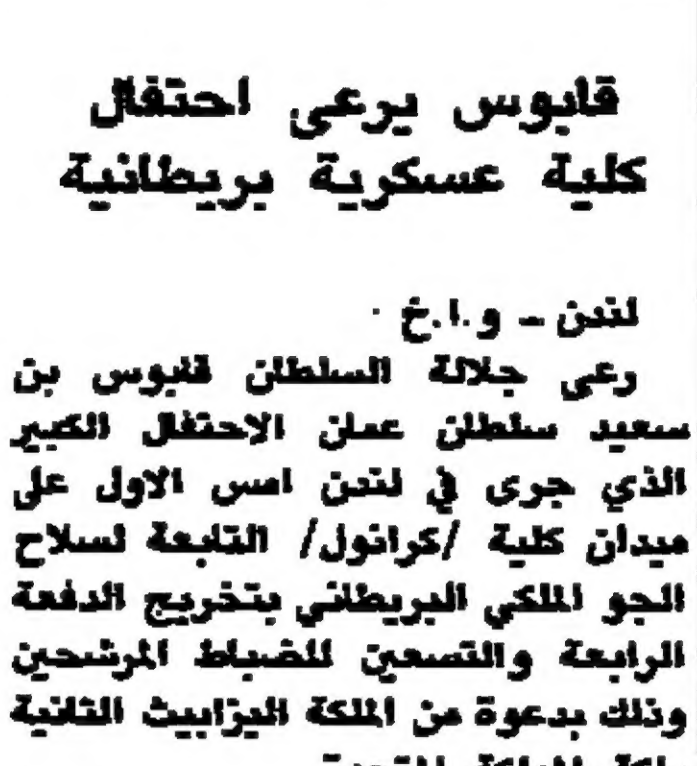 قابوس يرعى احتفال
كلية عسكرية بريطانية
لندن ـ و.ا.خ .
رعى جلالة السلطان قابوس بن
سعيد سلطان عمان الاحتفال الكبير
الذي جرى في لندن امس الاول على
ميدان كلية /كرانول/ التابعة لسلاح
الجو الملكي البريطاني بتخريج الدفعة
الرابعة والتسعين للضباط المرشحين
وذلك بدعوة من الملكة اليزابيث الثانية